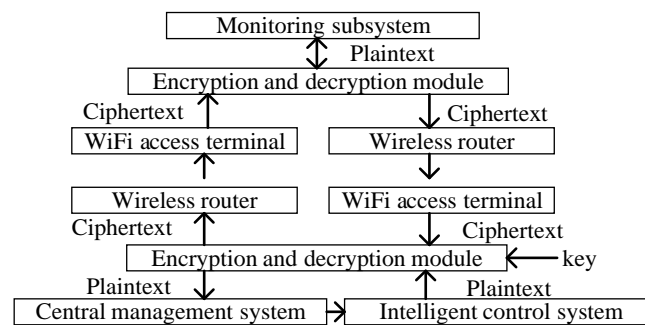 Monitoring subsystem
Plaintext
Encryption and decryption module
Ciphertext
Ciphertext
WiFi access terminal
Wireless router
Wireless router
WiFi access terminal
Ciphertext
Ciphertext
Encryption and decryption module
key
Plaintext
Plaintext
Central management system
Intelligent control system